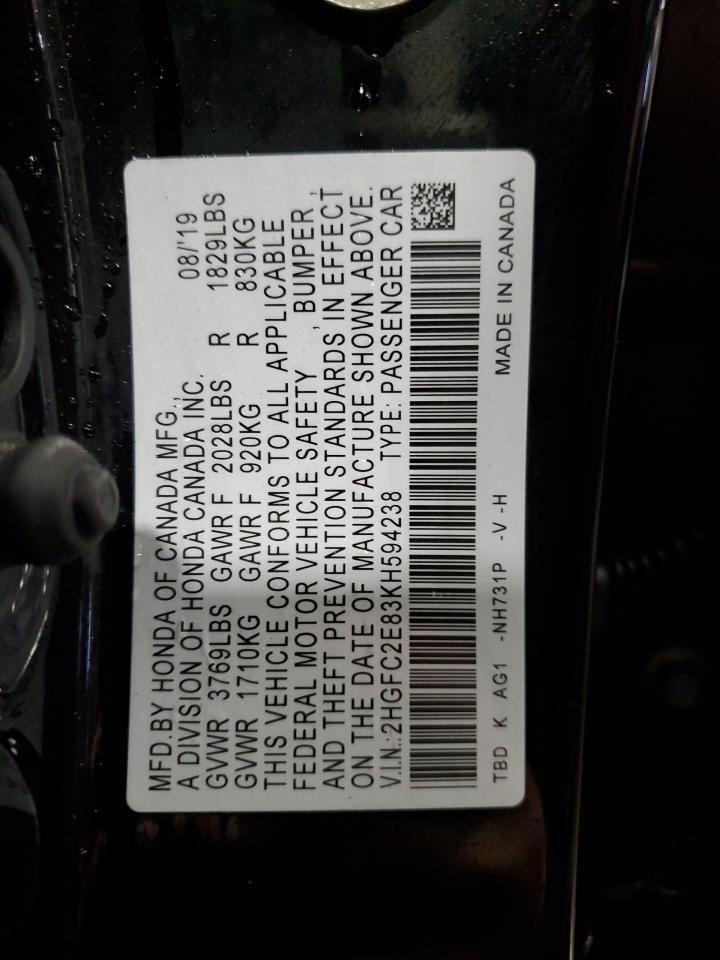 MFD.BY HONDA OF CANADA MFG.,
A DIVISION OF HONDA CANADA INC. 08/'19
GVWR 3769LBS GAWR F 2028LBS R 1829LBS
GVWR 1710KG GAWR F 920KG R 830KG
THIS VEHICLE CONFORMS TO ALL APPLICABLE
FEDERAL MOTOR VEHICLE SAFETY , BUMPER ,
AND THEFT PREVENTION STANDARDS IN EFFECT
ON THE DATE OF MANUFACTURE SHOWN ABOVE.
V.I.N.:2HGFC2E83KH594238 TYPE: PASSENGER CAR
TBD K AG1 -NH731P -V -H MADE IN CANADA